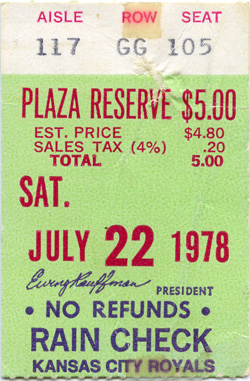 AISLE ROW SEAT
117 GG 105
PLAZA RESERVE $5.00
EST. PRICE $4.80
SALES TAX (4%) .20
TOTAL 5.00
SAT.
JULY 22 1978
Ewing Kauffman PRESIDENT
• NO REFUNDS •
RAIN CHECK
KANSAS CITY ROYALS